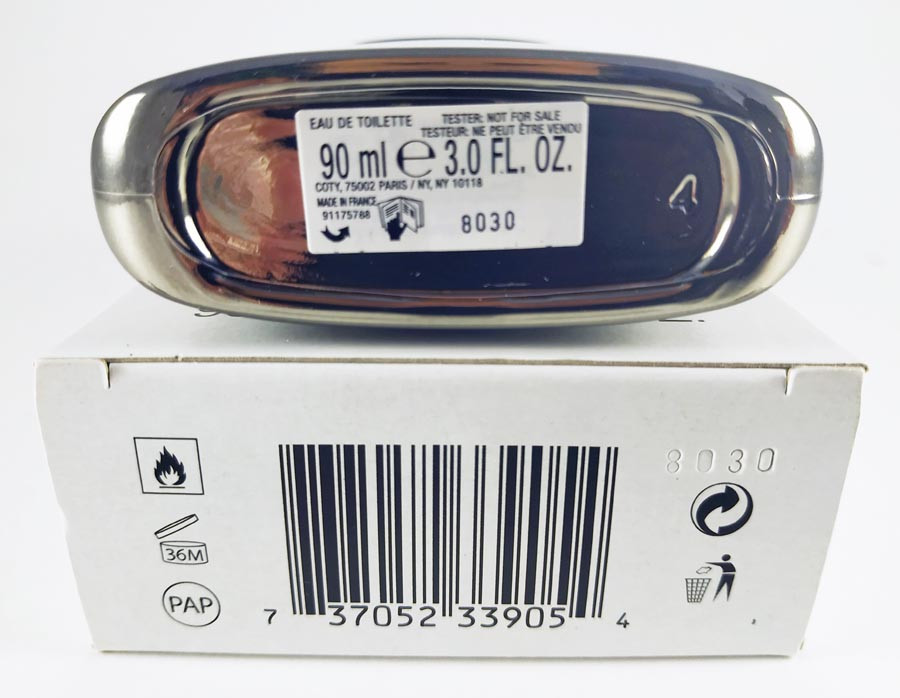 EAU DE TOILETTE
TESTER: NOT FOR SALE
TESTEUR: NE PEUT ÊTRE VENDU
90 ml e 3.0 FL. OZ.
COTY, 75002 PARIS / NY, NY 10118
MADE IN FRANCE
91175788
8030
8030
36M
PAP
7 37052 33905 4